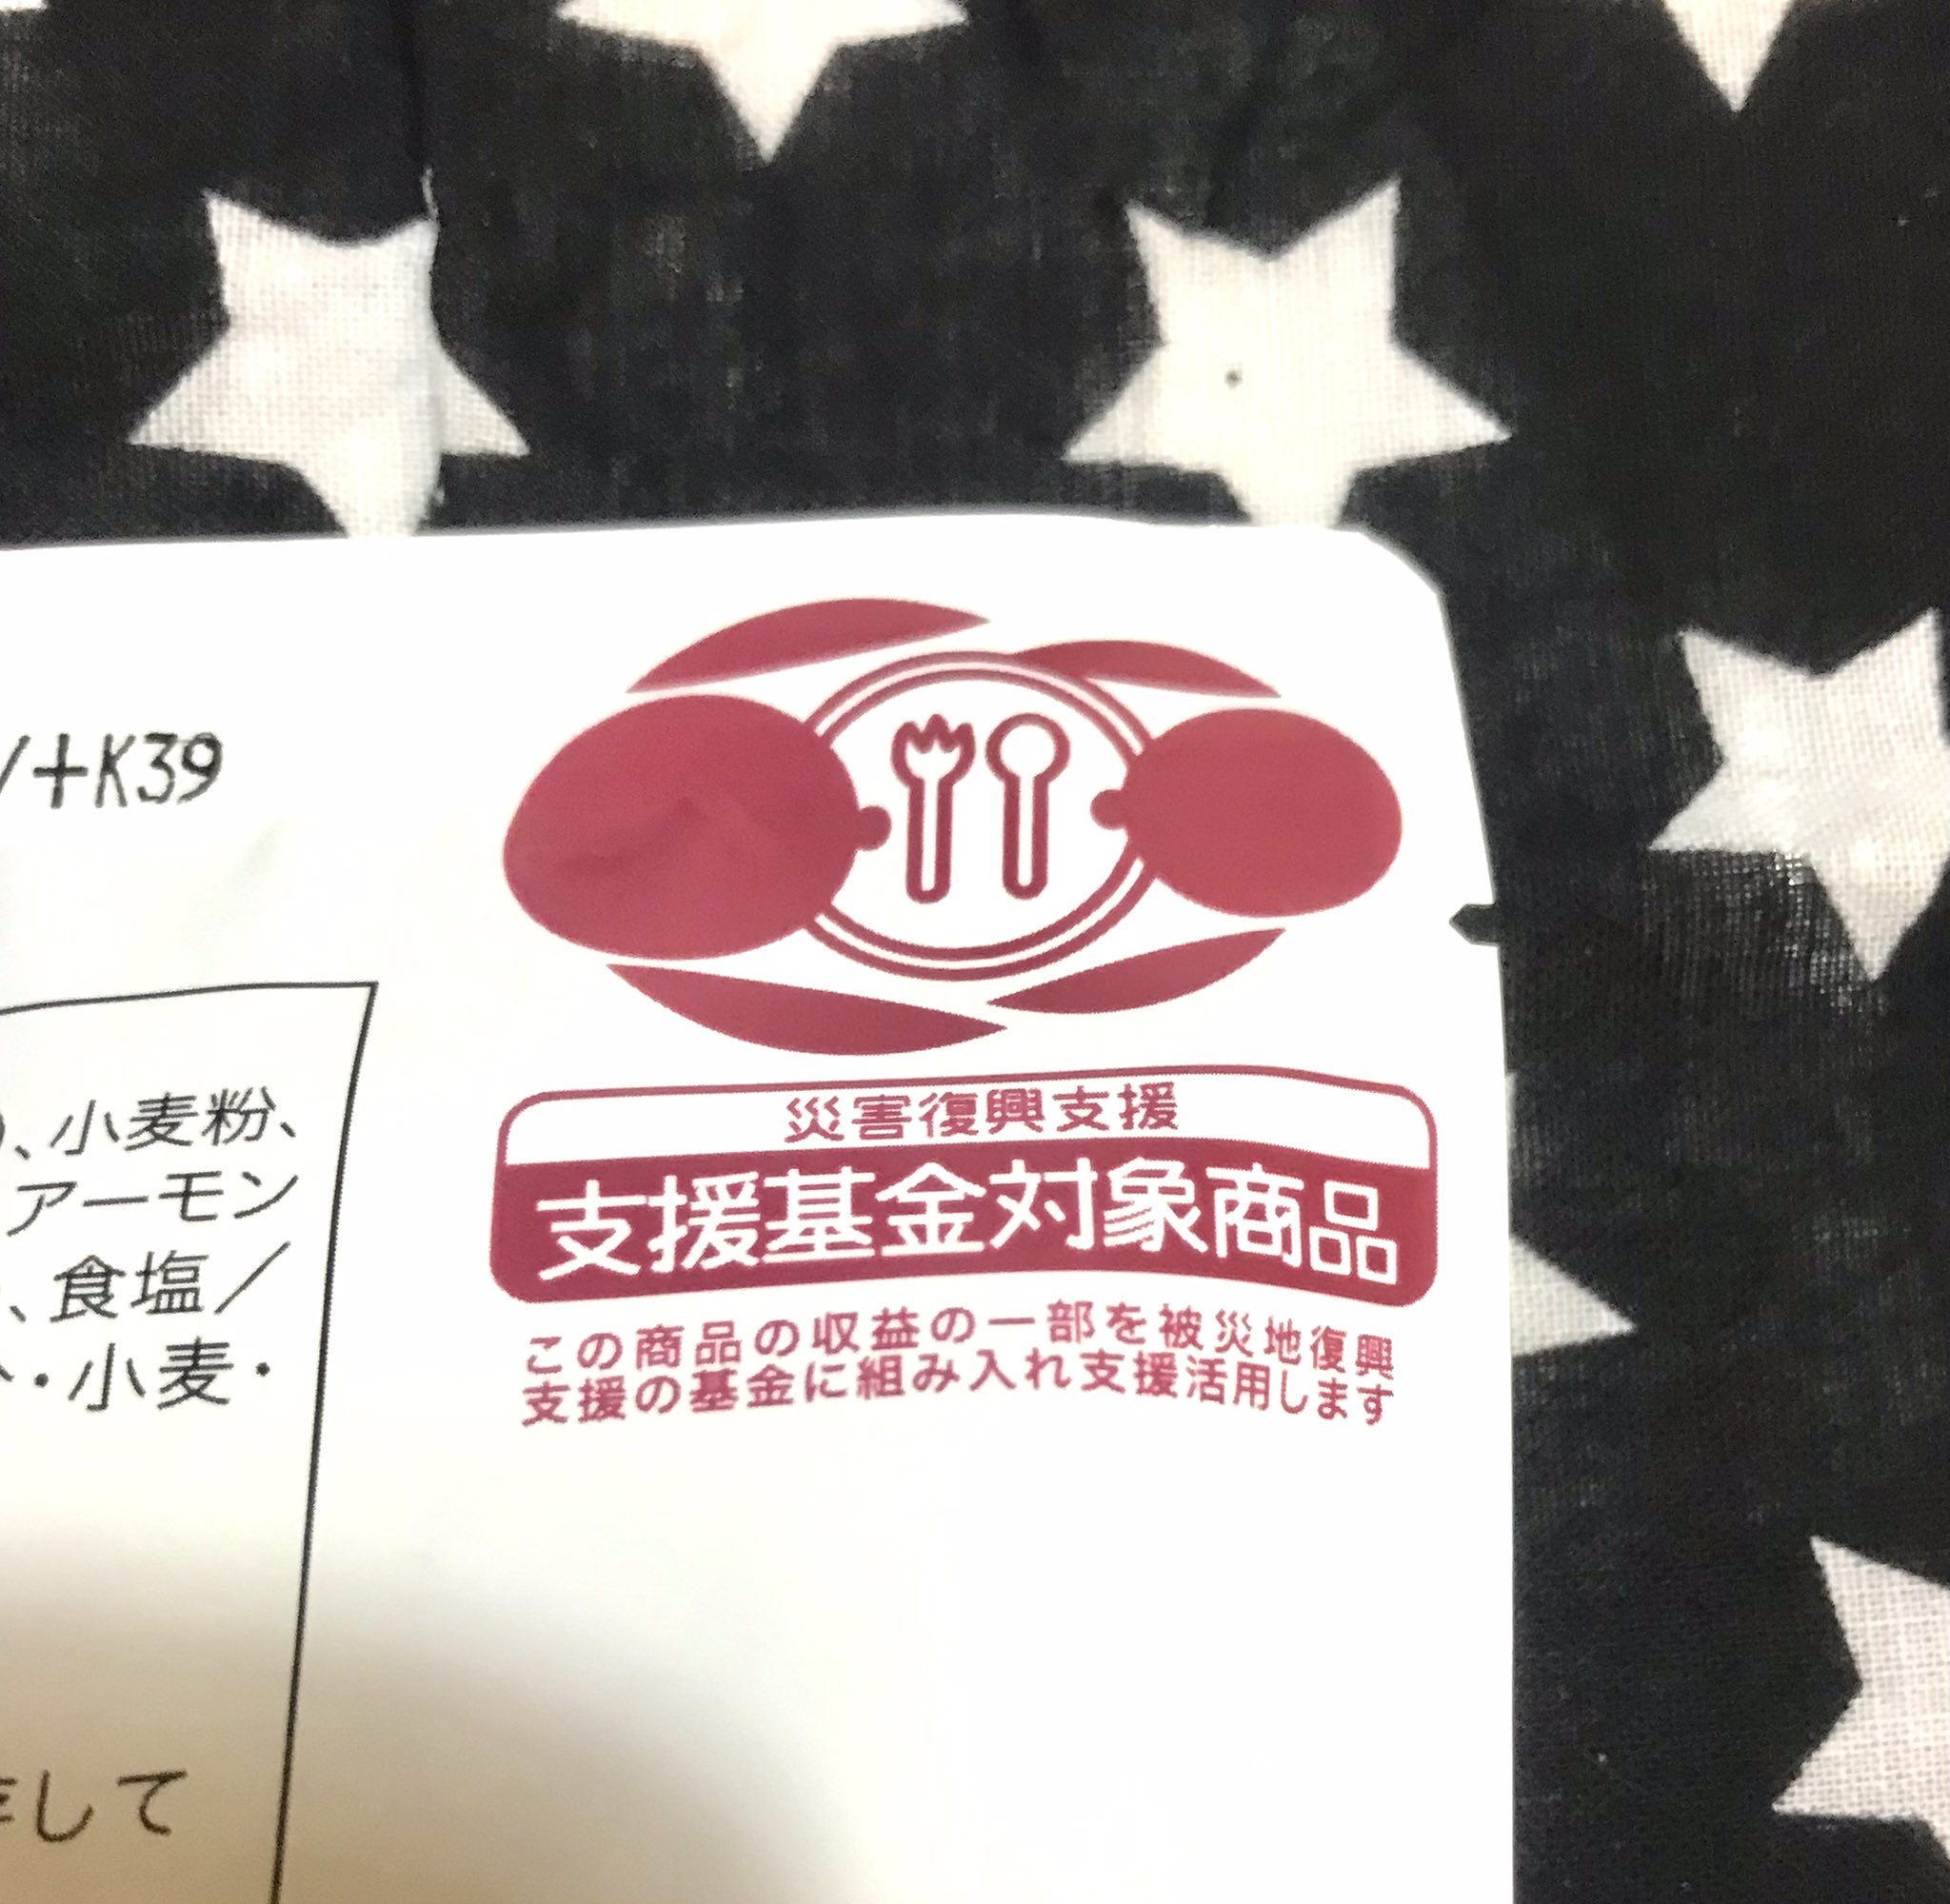 /+K39
、小麦粉、
アーモン
、食塩／
・小麦・
して
災害復興支援
支援基金対象商品
この商品の収益の一部を被災地復興
支援の基金に組み入れ支援活用します